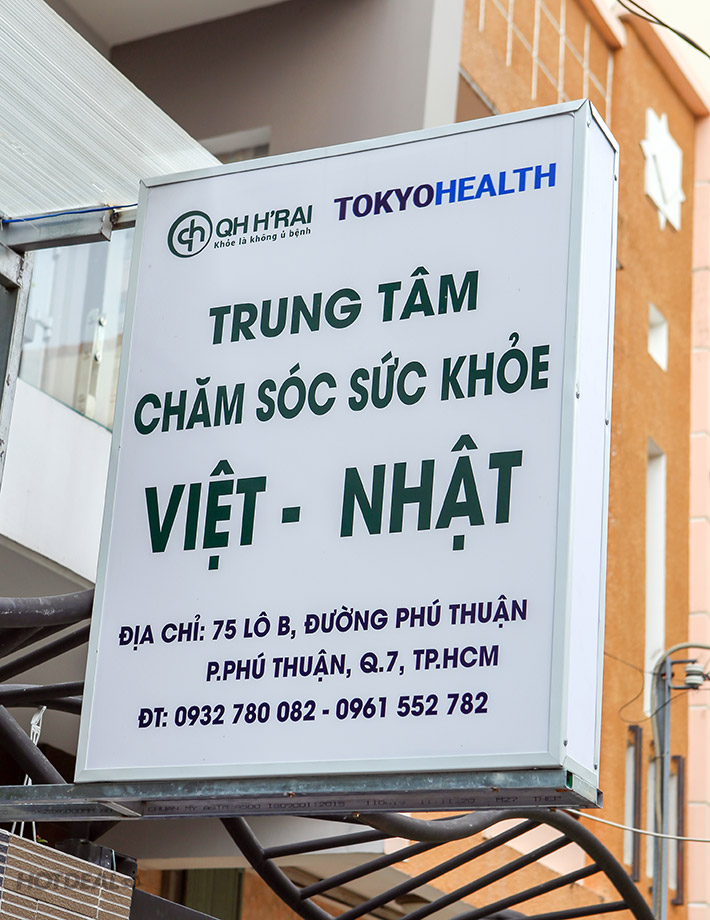 QH H'RAI
Khỏe là không ủ bệnh
TOKYOHEALTH
TRUNG TÂM
CHĂM SÓC SỨC KHỎE
VIỆT - NHẬT
ĐỊA CHỈ: 75 LÔ B, ĐƯỜNG PHÚ THUẬN
P.PHÚ THUẬN, Q.7, TP.HCM
ĐT: 0932 780 082 - 0961 552 782
HOTDEAL